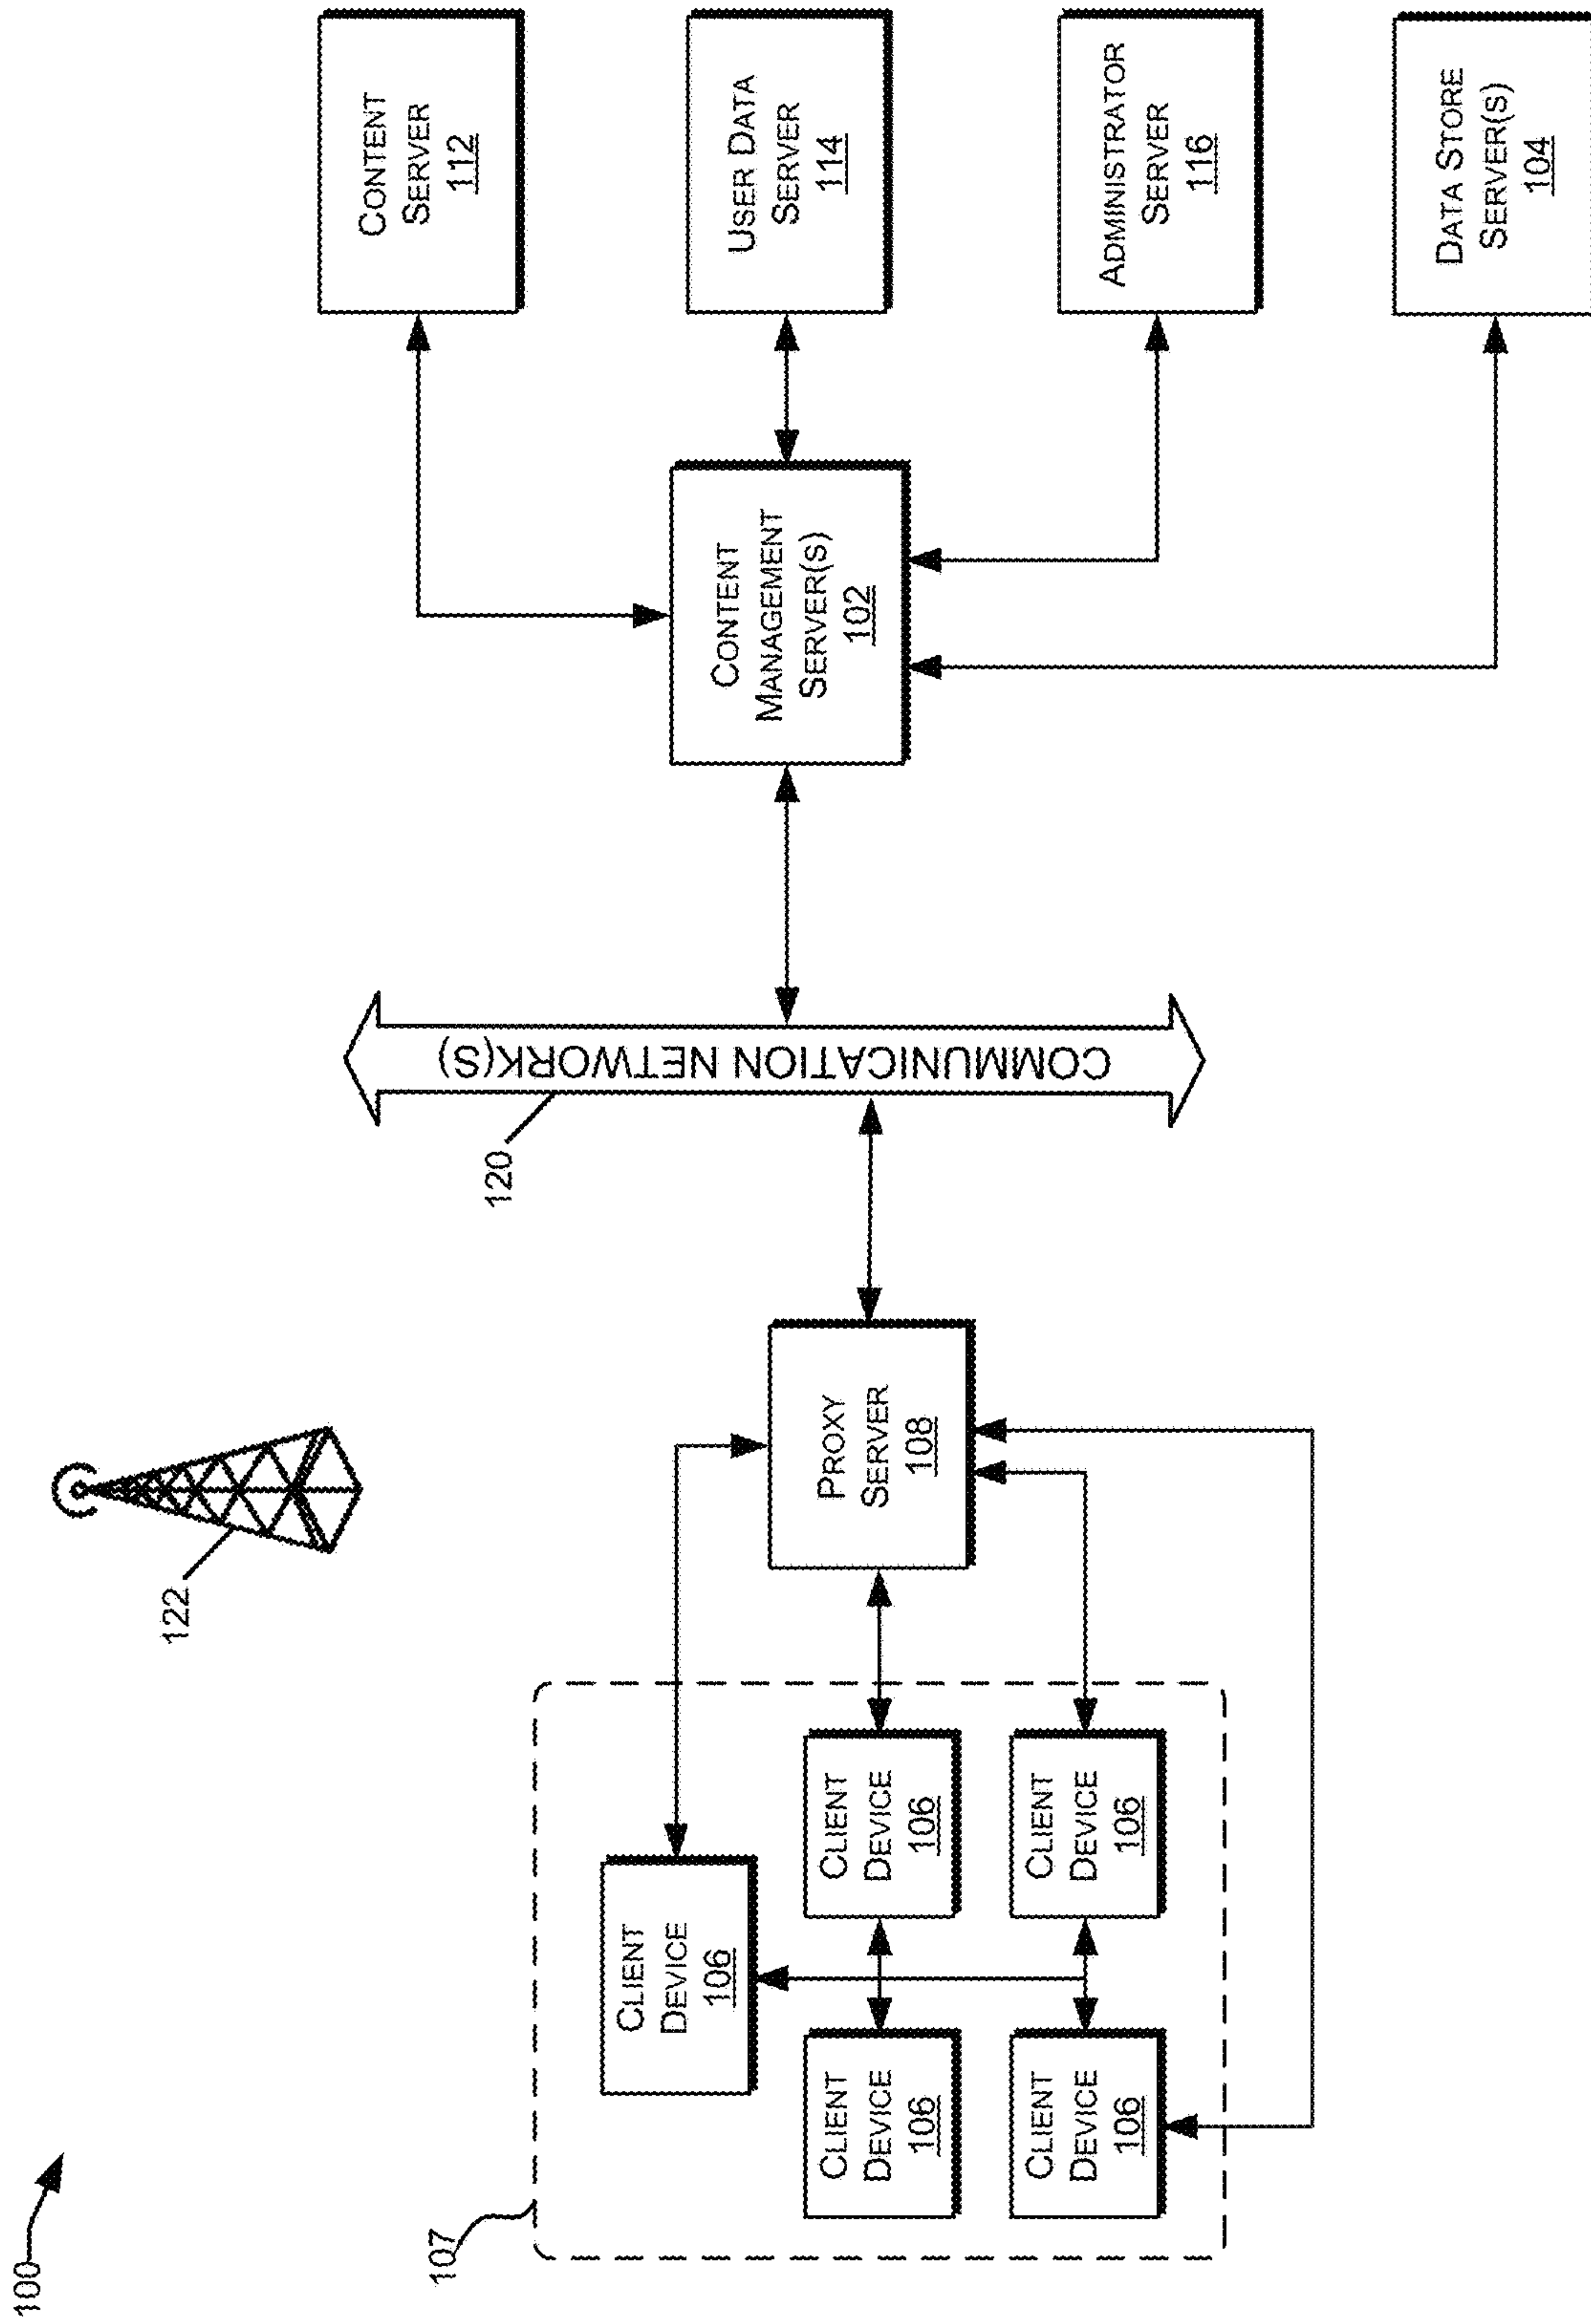 100
107
CLIENT
DEVICE
106
CLIENT
DEVICE
106
CLIENT
DEVICE
106
CLIENT
DEVICE
106
CLIENT
DEVICE
106
122
PROXY
SERVER
108
120
COMMUNICATION NETWORK(S)
CONTENT
MANAGEMENT
SERVER(S)
102
CONTENT
SERVER
112
USER DATA
SERVER
114
ADMINISTRATOR
SERVER
116
DATA STORE
SERVER(S)
104